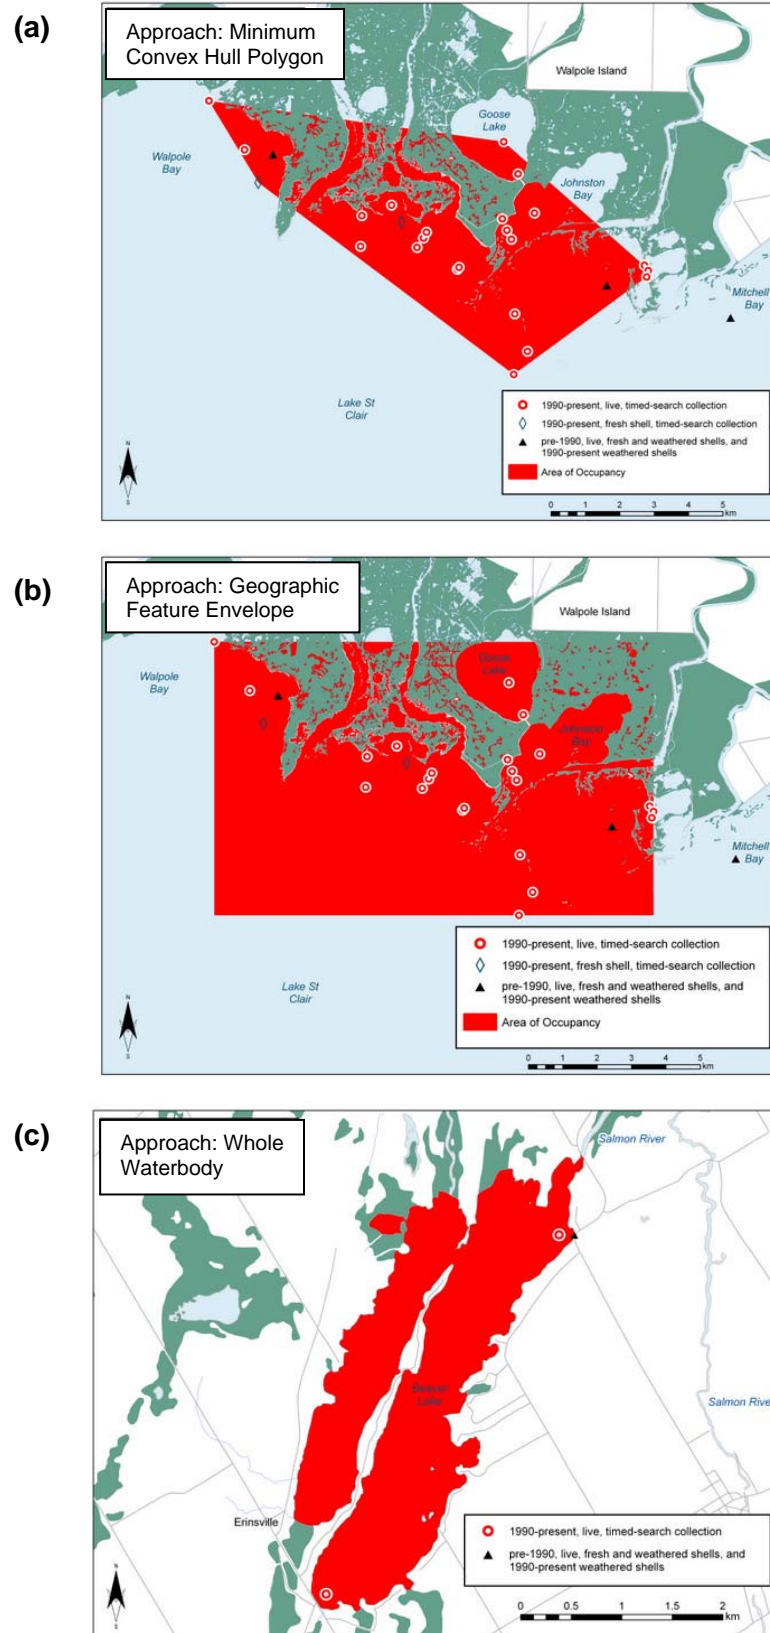 (a)
Approach: Minimum
Convex Hull Polygon
Walpole Island
Goose
Lake
Walpole
Bay
Johnston
Bay
Mitchell
Bay
Lake St
Clair
N
S
1990-present, live, timed-search collection
1990-present, fresh shell, timed-search collection
pre-1990, live, fresh and weathered shells, and
1990-present weathered shells
Area of Occupancy
0 1 2 3 4 5
km
(b)
Approach: Geographic
Feature Envelope
Walpole Island
Goose
Lake
Walpole
Bay
Johnston
Bay
Mitchell
Bay
Lake St
Clair
N
S
1990-present, live, timed-search collection
1990-present, fresh shell, timed-search collection
pre-1990, live, fresh and weathered shells, and
1990-present weathered shells
Area of Occupancy
0 1 2 3 4 5
km
(c)
Approach: Whole
Waterbody
Salmon River
Beaver
Lake
Salmon Rive
Erinsville
N
S
1990-present, live, timed-search collection
pre-1990, live, fresh and weathered shells, and
1990-present weathered shells
0 0.5 1 1.5 2
km